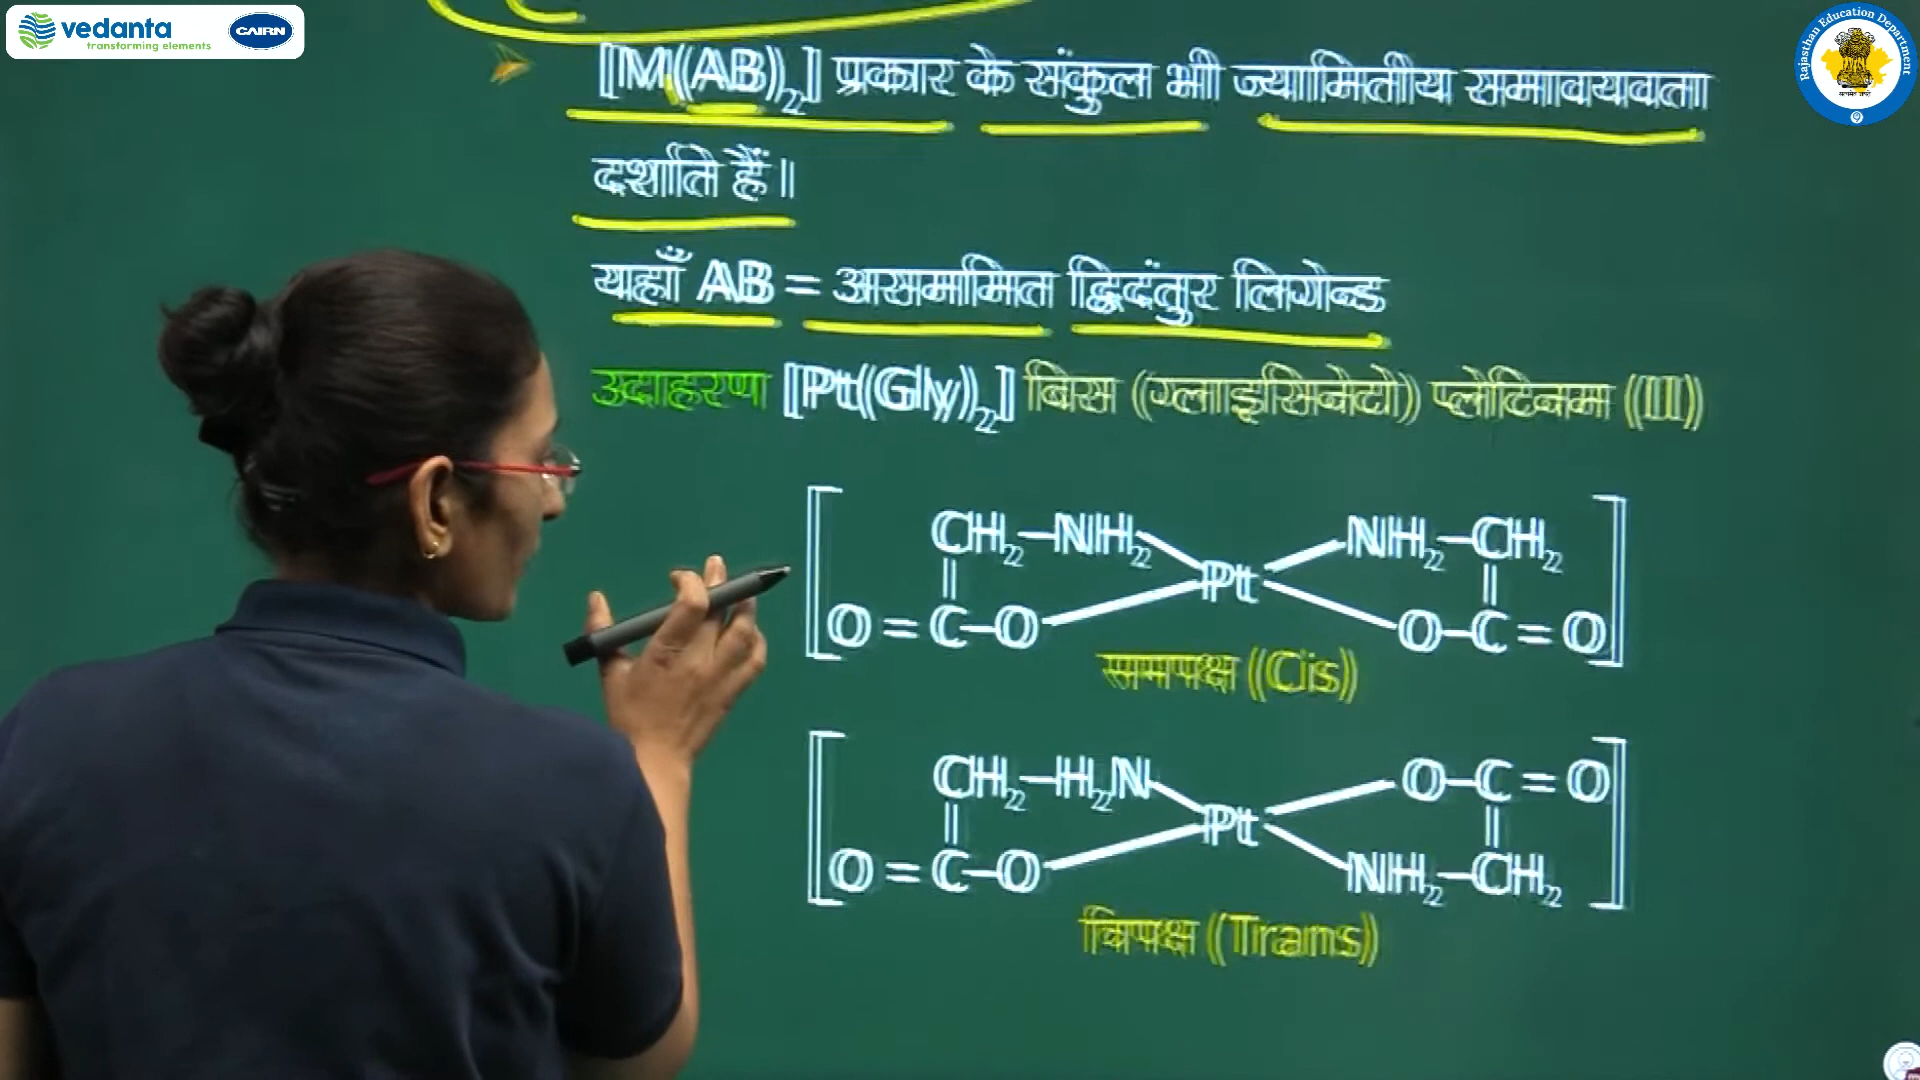 vedanta
transforming elements
CAIRN
Rajasthan Education Department
[M(AB)₂] प्रकार के संकुल भी ज्यामितीय समावयवता
दर्शाते हैं।
यहाँ AB = असममित द्विदंतुर लिगेन्ड
उदाहरण [Pt(Gly)₂] बिस (ग्लाइसिनेटो) प्लैटिनम (II)
CH₂–NH₂ NH₂–CH₂
Pt
O=C–O O–C=O
समपक्ष (Cis)
CH₂–H₂N O–C=O
Pt
O=C–O NH₂–CH₂
विपक्ष (Trans)